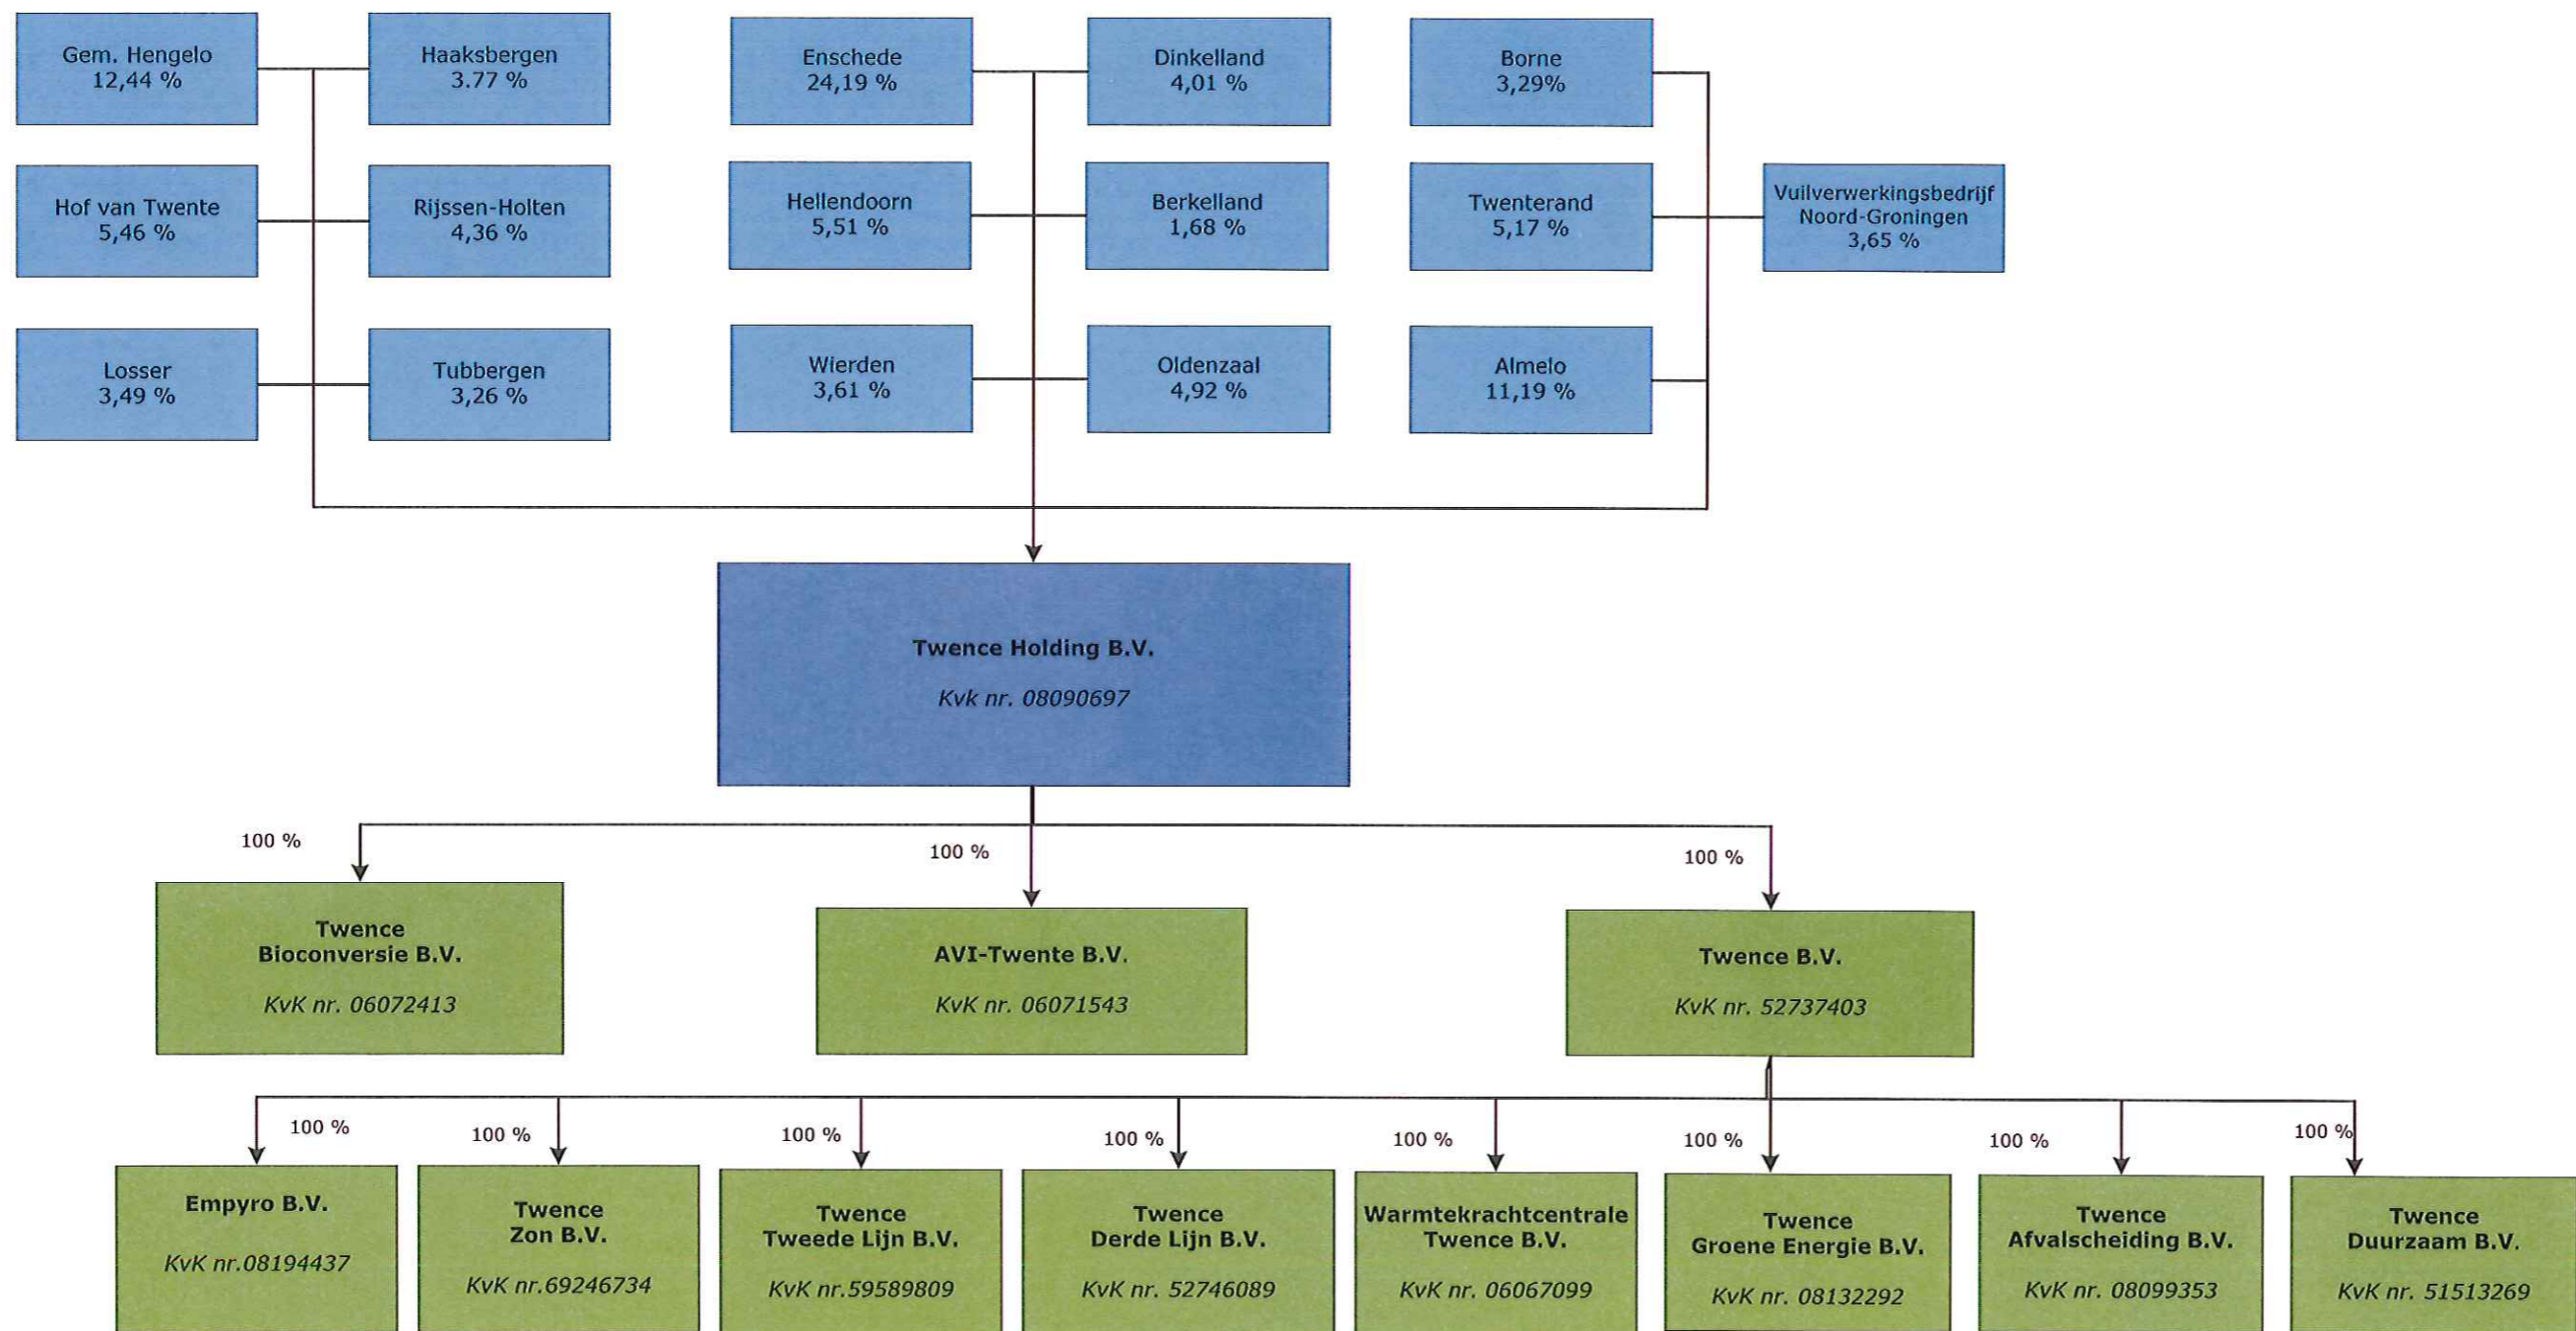 Gem. Hengelo
12,44 %
Haaksbergen
3.77 %
Enschede
24,19 %
Dinkelland
4,01 %
Borne
3,29%
Hof van Twente
5,46 %
Rijssen-Holten
4,36 %
Hellendoorn
5,51 %
Berkelland
1,68 %
Twenterand
5,17 %
Vuilverwerkingsbedrijf
Noord-Groningen
3,65 %
Losser
3,49 %
Tubbergen
3,26 %
Wierden
3,61 %
Oldenzaal
4,92 %
Almelo
11,19 %
Twence Holding B.V.
Kvk nr. 08090697
100 %
100 %
100 %
Twence
Bioconversie B.V.
KvK nr. 06072413
AVI-Twente B.V.
KvK nr. 06071543
Twence B.V.
KvK nr. 52737403
100 %
100 %
100 %
100 %
100 %
100 %
100 %
100 %
Empyro B.V.
KvK nr.08194437
Twence
Zon B.V.
KvK nr.69246734
Twence
Tweede Lijn B.V.
KvK nr.59589809
Twence
Derde Lijn B.V.
KvK nr. 52746089
Warmtekrachtcentrale
Twence B.V.
KvK nr. 06067099
Twence
Groene Energie B.V.
KvK nr. 08132292
Twence
Afvalscheiding B.V.
KvK nr. 08099353
Twence
Duurzaam B.V.
KvK nr. 51513269